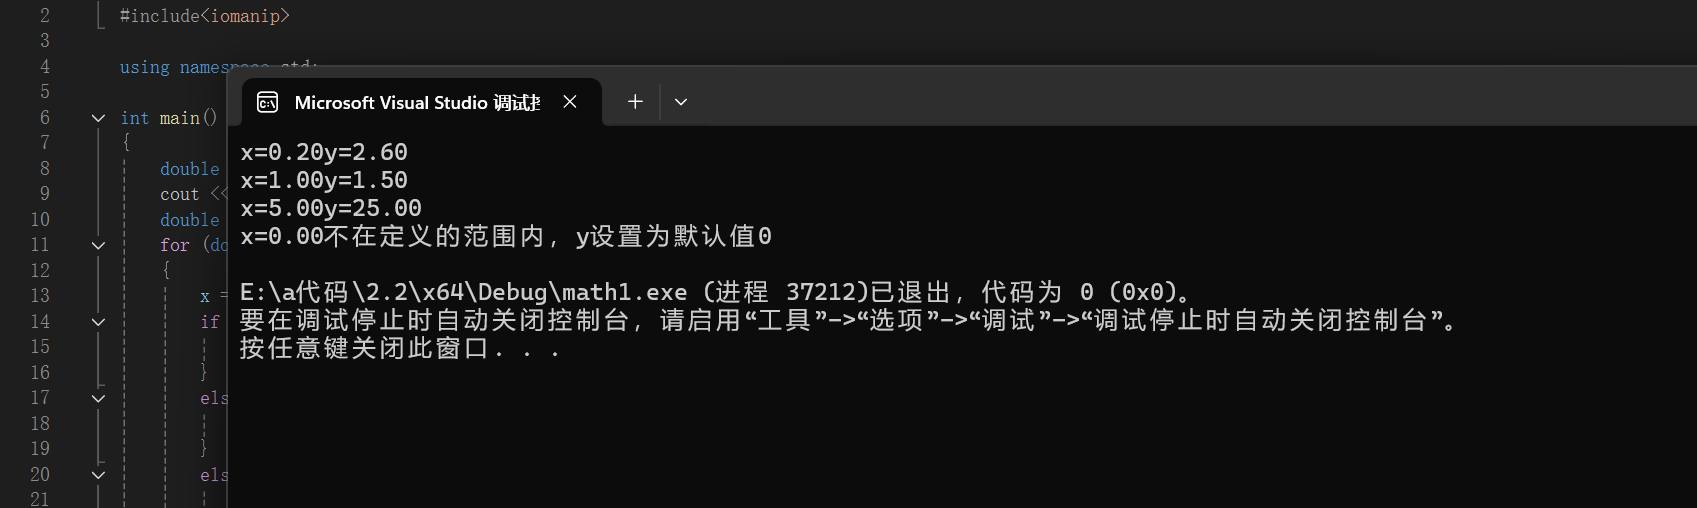 2 #include<iomanip>
3
4 using namespace std;
5
6 int main()
7 {
8 double
9 cout <<
10 double
11 for (do
12 {
13 x =
14 if
15
16 }
17 els
18
19 }
20 els
21
Microsoft Visual Studio 调试
x=0.20y=2.60
x=1.00y=1.50
x=5.00y=25.00
x=0.00不在定义的范围内，y设置为默认值0
E:\a代码\2.2\x64\Debug\math1.exe (进程 37212)已退出，代码为 0 (0x0)。
要在调试停止时自动关闭控制台，请启用“工具”->“选项”->“调试”->“调试停止时自动关闭控制台”。
按任意键关闭此窗口. . .